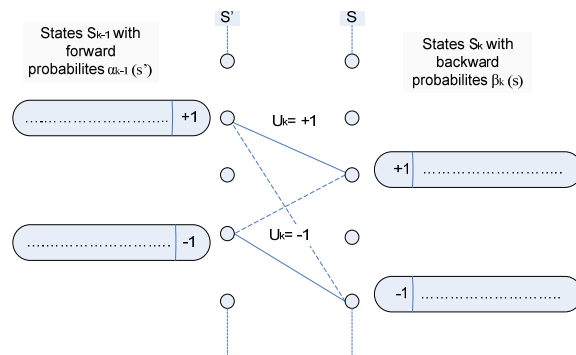 S’
S
States Sk-1 with
forward
probabilites αk-1 (s’)
States Sk with
backward
probabilites βk (s)
.............................. +1
Uk= +1
+1 ..............................
.............................. -1
Uk= -1
-1 ..............................